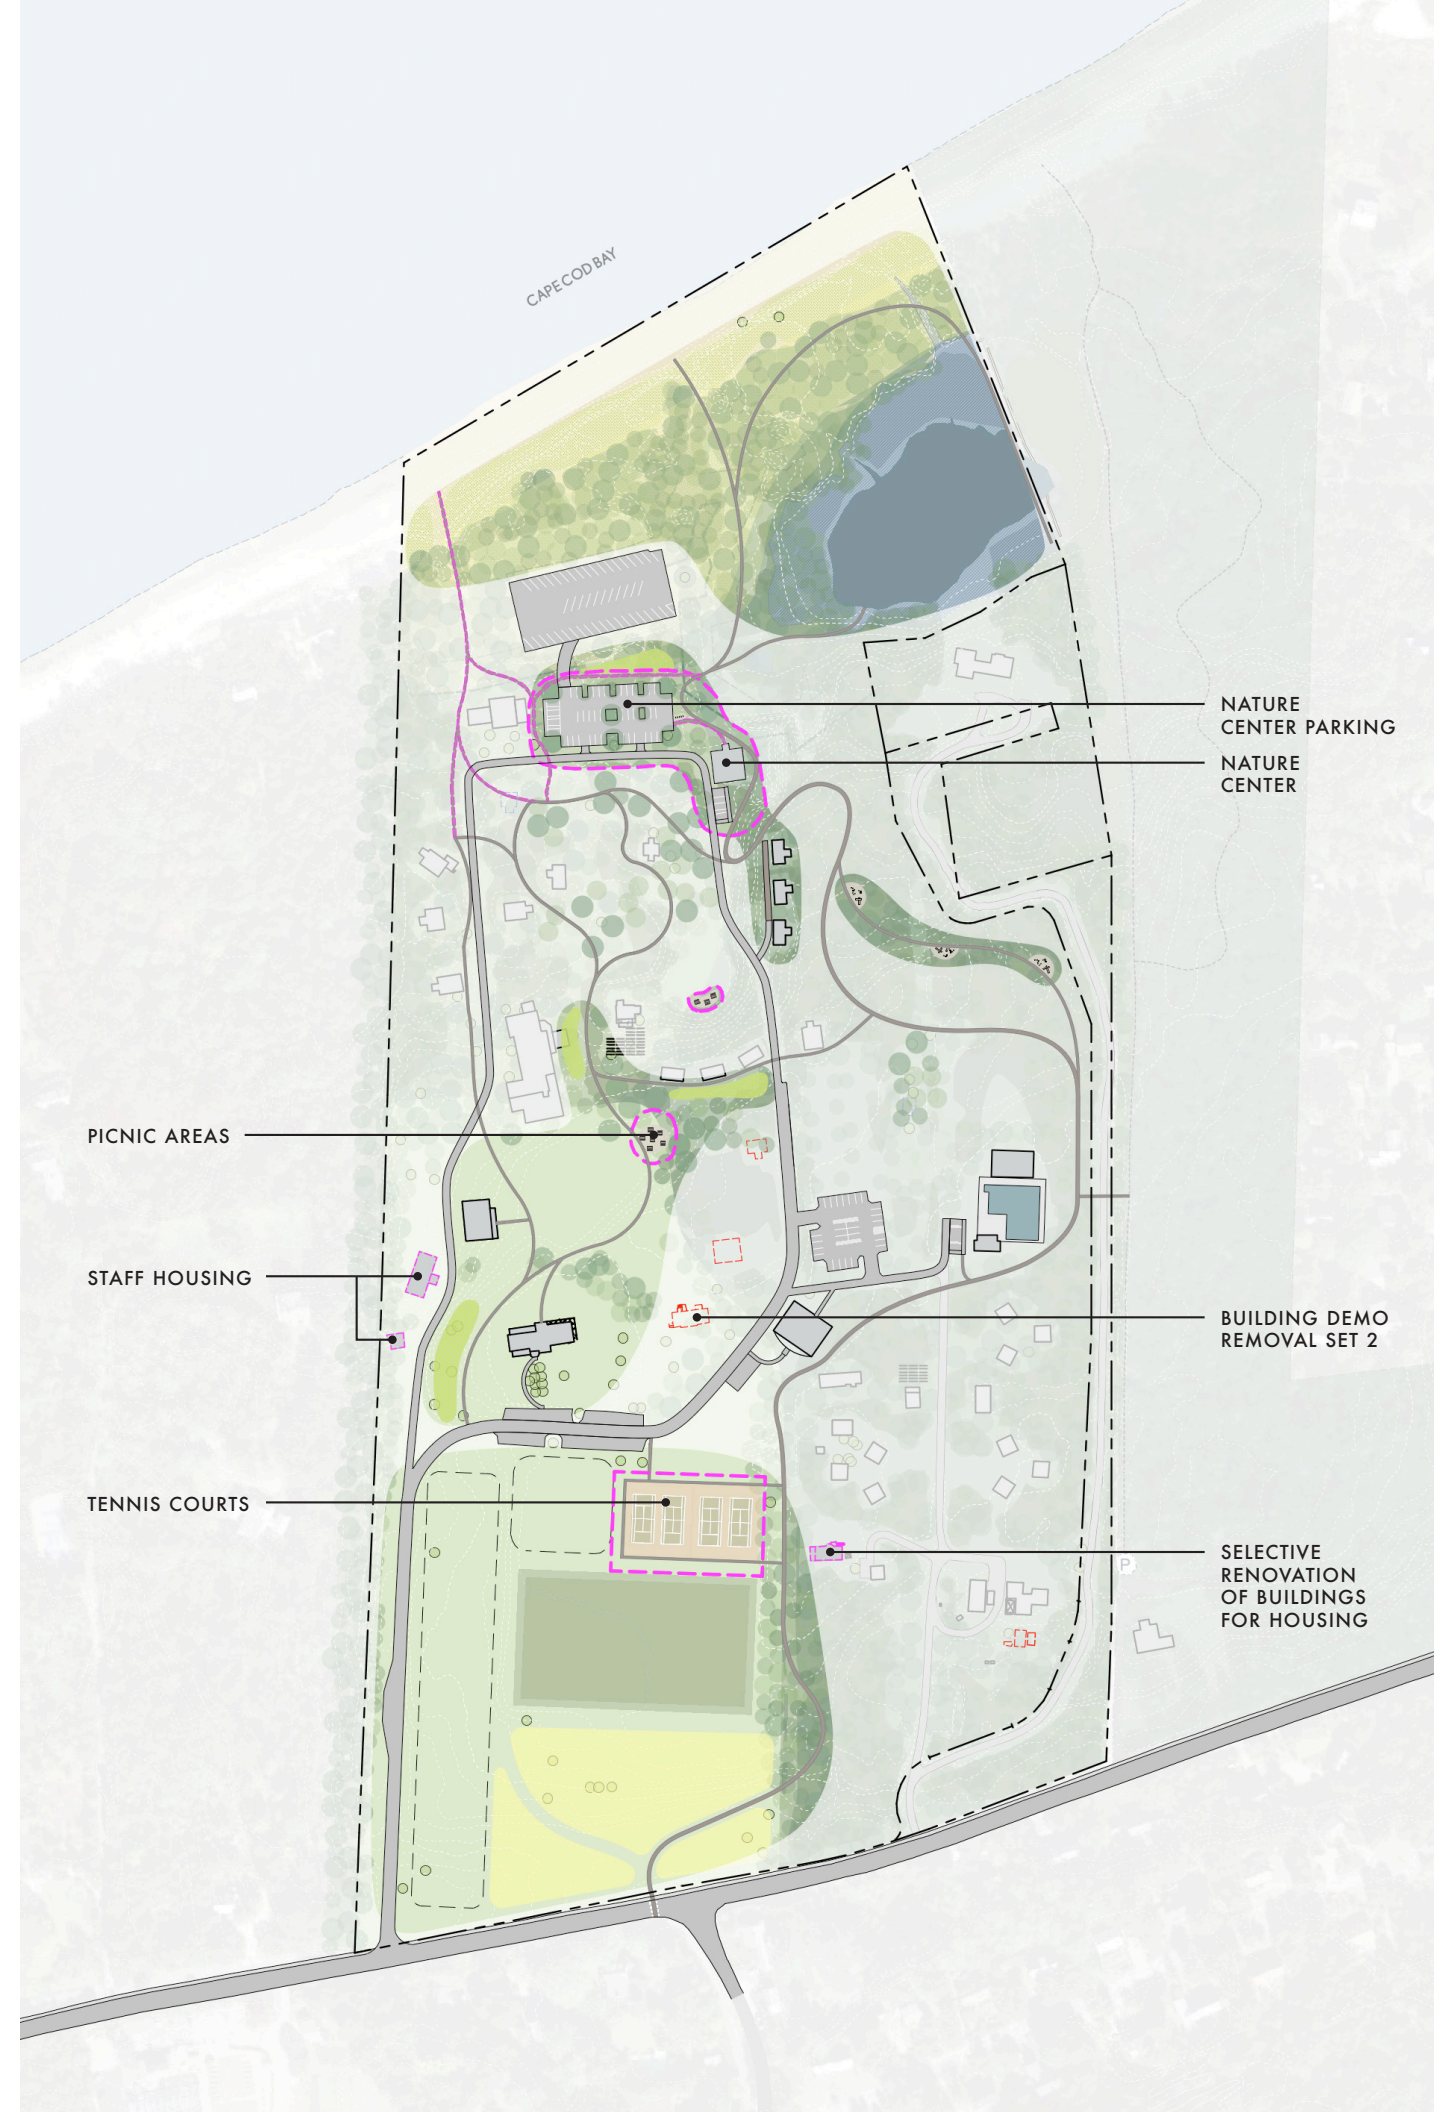 CAPE COD BAY
NATURE
CENTER PARKING
NATURE
CENTER
PICNIC AREAS
STAFF HOUSING
BUILDING DEMO
REMOVAL SET 2
TENNIS COURTS
SELECTIVE
RENOVATION
OF BUILDINGS
FOR HOUSING
P